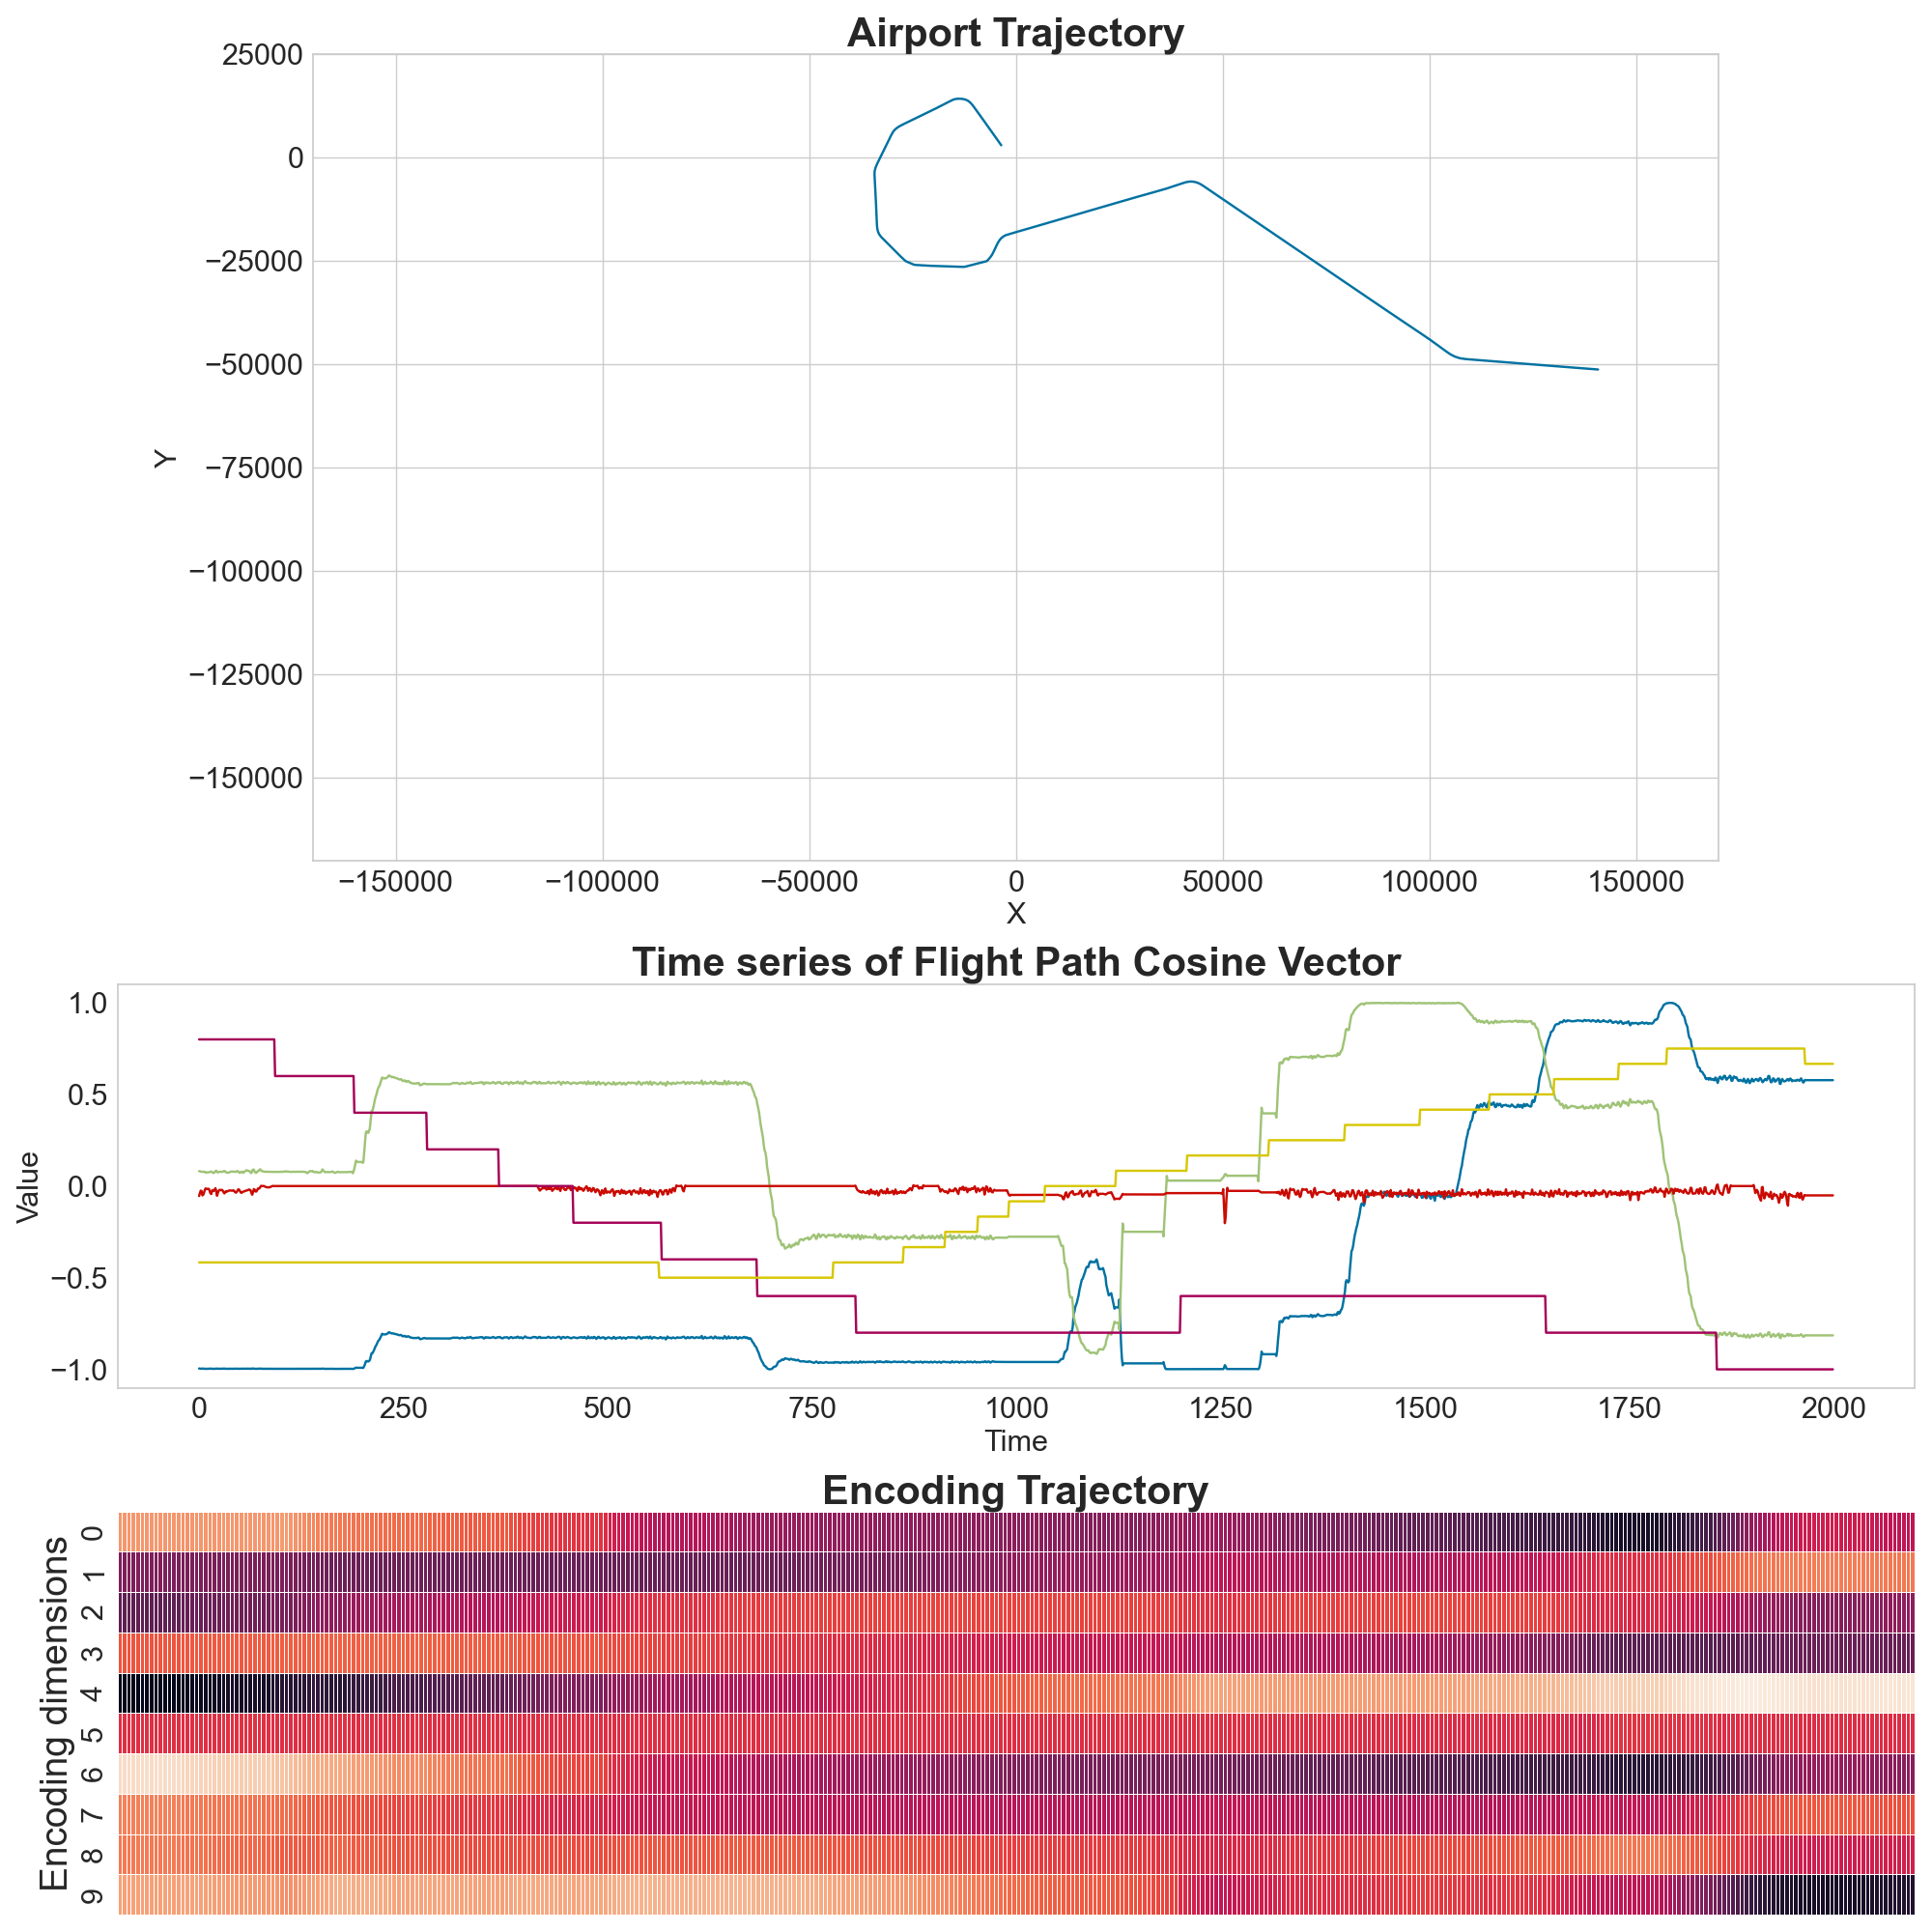 Airport Trajectory
25000
0
−25000
−50000
−75000
−100000
−125000
−150000
Y
−150000 −100000 −50000 0 50000 100000 150000
X
Time series of Flight Path Cosine Vector
1.0
0.5
0.0
−0.5
−1.0
Value
0 250 500 750 1000 1250 1500 1750 2000
Time
Encoding Trajectory
Encoding dimensions
0
1
2
3
4
5
6
7
8
9